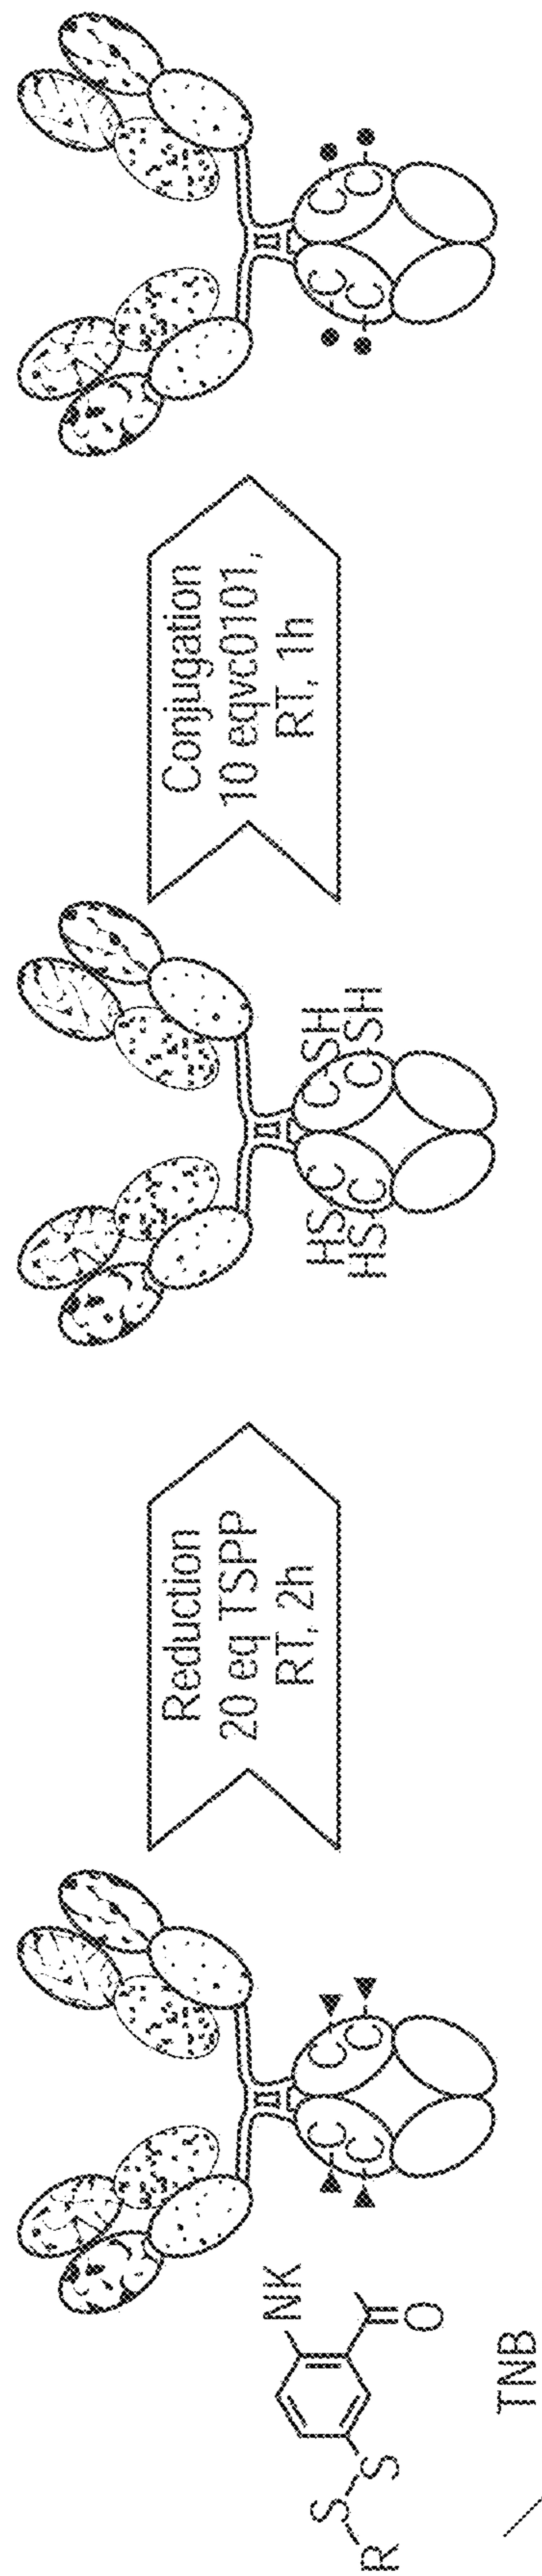 R
S
S
NK
O
TNB
C
C
C
C
Reduction
20 eq TSPP
RT, 2h
HS C
HS C
C SH
C SH
Conjugation
10 eqvc0101,
RT, 1h
C
C
C
C